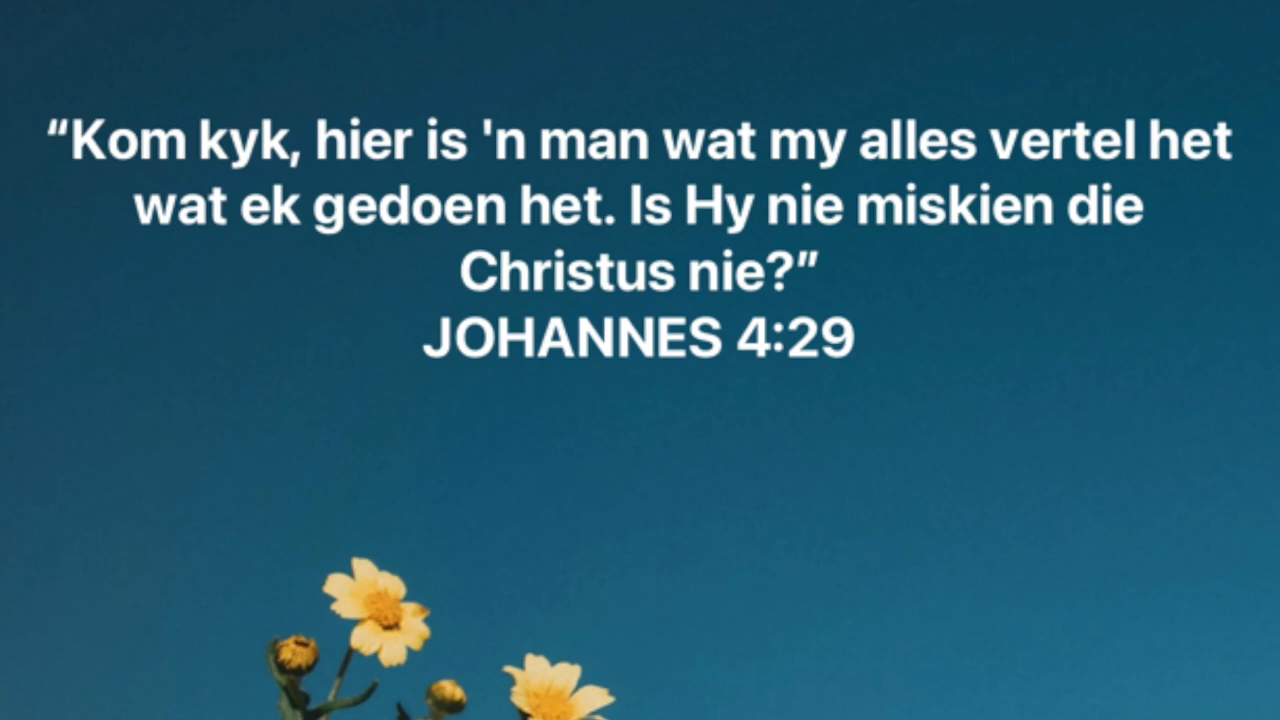 “Kom kyk, hier is 'n man wat my alles vertel het
wat ek gedoen het. Is Hy nie miskien die
Christus nie?”
JOHANNES 4:29